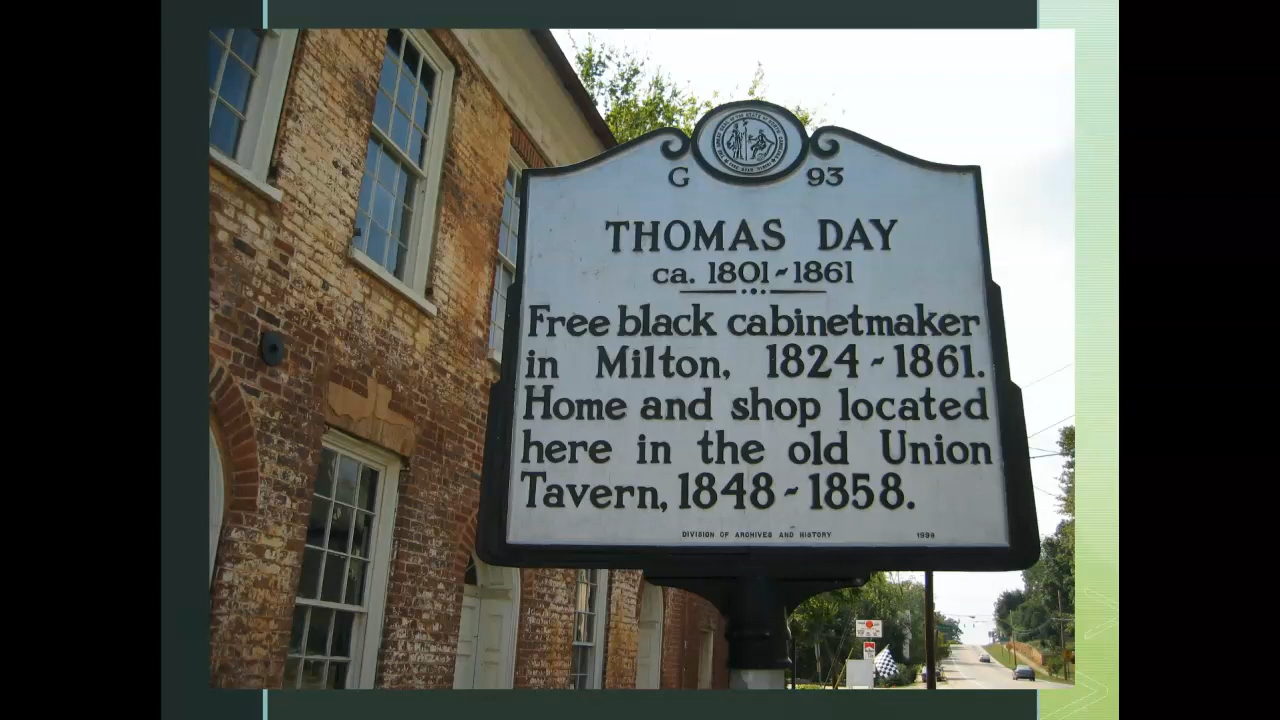 G 93
THOMAS DAY
ca. 1801-1861
Free black cabinetmaker
in Milton, 1824-1861.
Home and shop located
here in the old Union
Tavern, 1848-1858.
DIVISION OF ARCHIVES AND HISTORY 1999